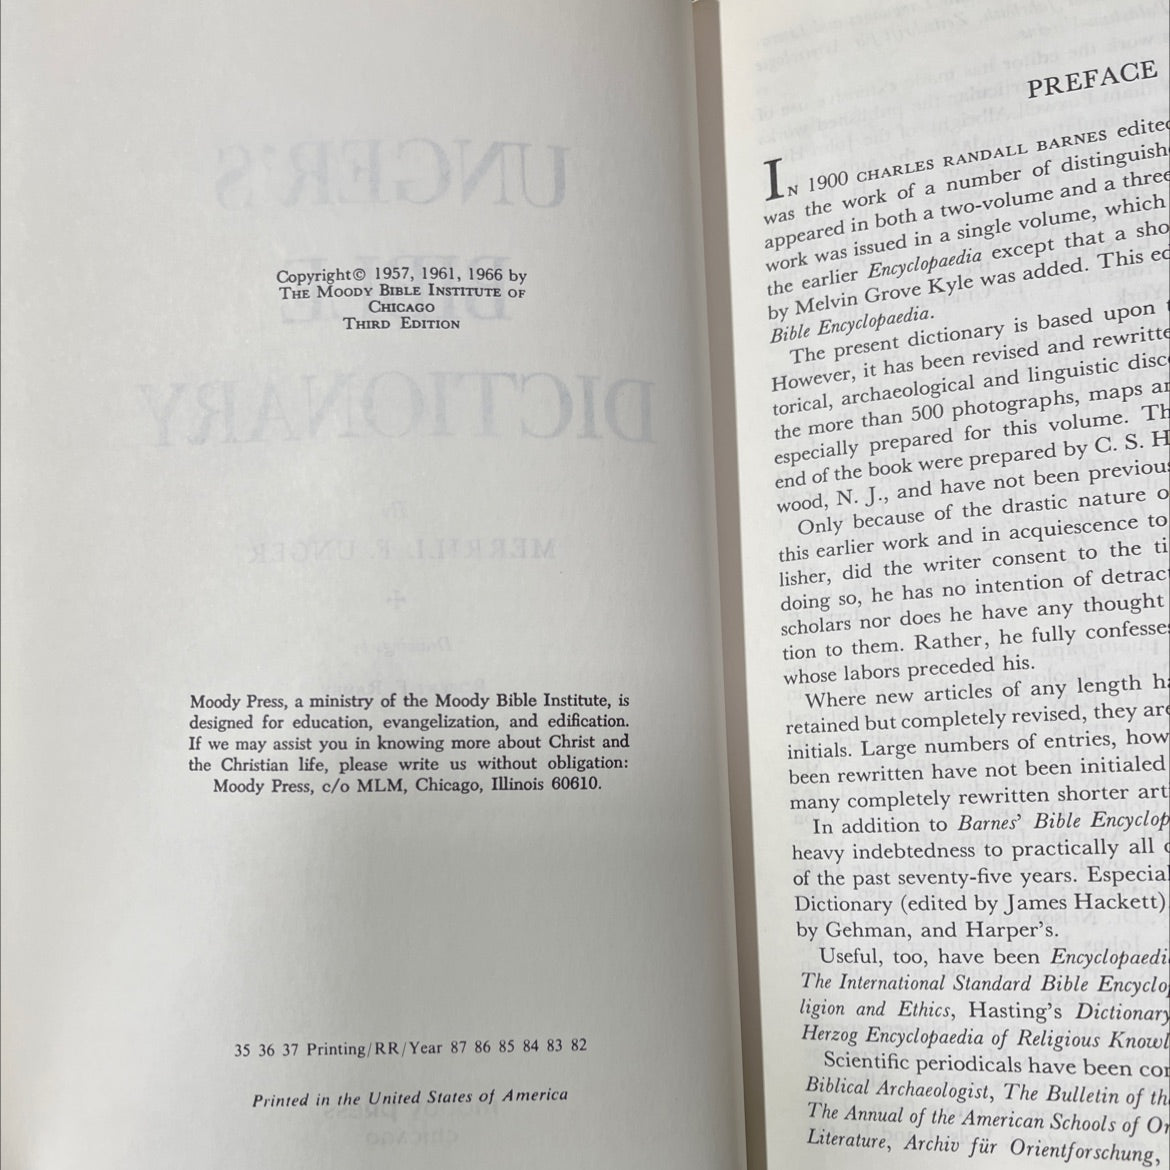 Copyright© 1957, 1961, 1966 by
THE MOODY BIBLE INSTITUTE OF
CHICAGO
THIRD EDITION
Moody Press, a ministry of the Moody Bible Institute, is
designed for education, evangelization, and edification.
If we may assist you in knowing more about Christ and
the Christian life, please write us without obligation:
Moody Press, c/o MLM, Chicago, Illinois 60610.
35 36 37 Printing/RR/Year 87 86 85 84 83 82
Printed in the United States of America
PREFACE
IN 1900 CHARLES RANDALL BARNES edited
was the work of a number of distinguish
appeared in both a two-volume and a three
work was issued in a single volume, which
the earlier Encyclopaedia except that a sho
by Melvin Grove Kyle was added. This ed
Bible Encyclopaedia.
The present dictionary is based upon t
However, it has been revised and rewritte
torical, archaeological and linguistic disc
the more than 500 photographs, maps an
especially prepared for this volume. Th
end of the book were prepared by C. S. H
wood, N. J., and have not been previous
Only because of the drastic nature o
this earlier work and in acquiescence to
lisher, did the writer consent to the ti
doing so, he has no intention of detract
scholars nor does he have any thought
tion to them. Rather, he fully confesses
whose labors preceded his.
Where new articles of any length ha
retained but completely revised, they are
initials. Large numbers of entries, how
been rewritten have not been initialed
many completely rewritten shorter arti
In addition to Barnes' Bible Encyclop
heavy indebtedness to practically all o
of the past seventy-five years. Especial
Dictionary (edited by James Hackett)
by Gehman, and Harper's.
Useful, too, have been Encyclopaedi
The International Standard Bible Encyclo
ligion and Ethics, Hasting's Dictionary
Herzog Encyclopaedia of Religious Knowl
Scientific periodicals have been con
Biblical Archaeologist, The Bulletin of th
The Annual of the American Schools of Or
Literature, Archiv für Orientforschung,